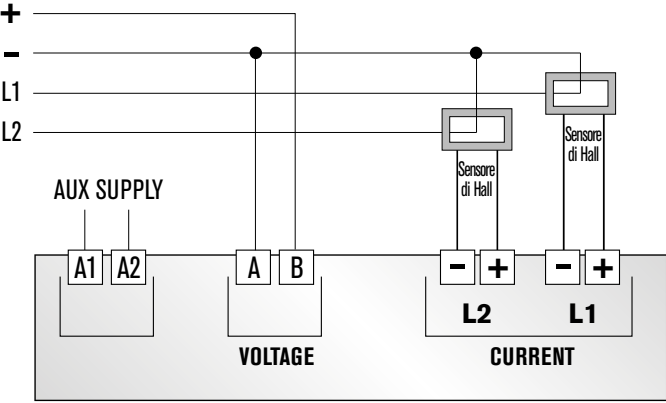 +
-
L1
L2
Sensore
di Hall
Sensore
di Hall
AUX SUPPLY
A1 A2 A B - + - +
L2 L1
VOLTAGE CURRENT